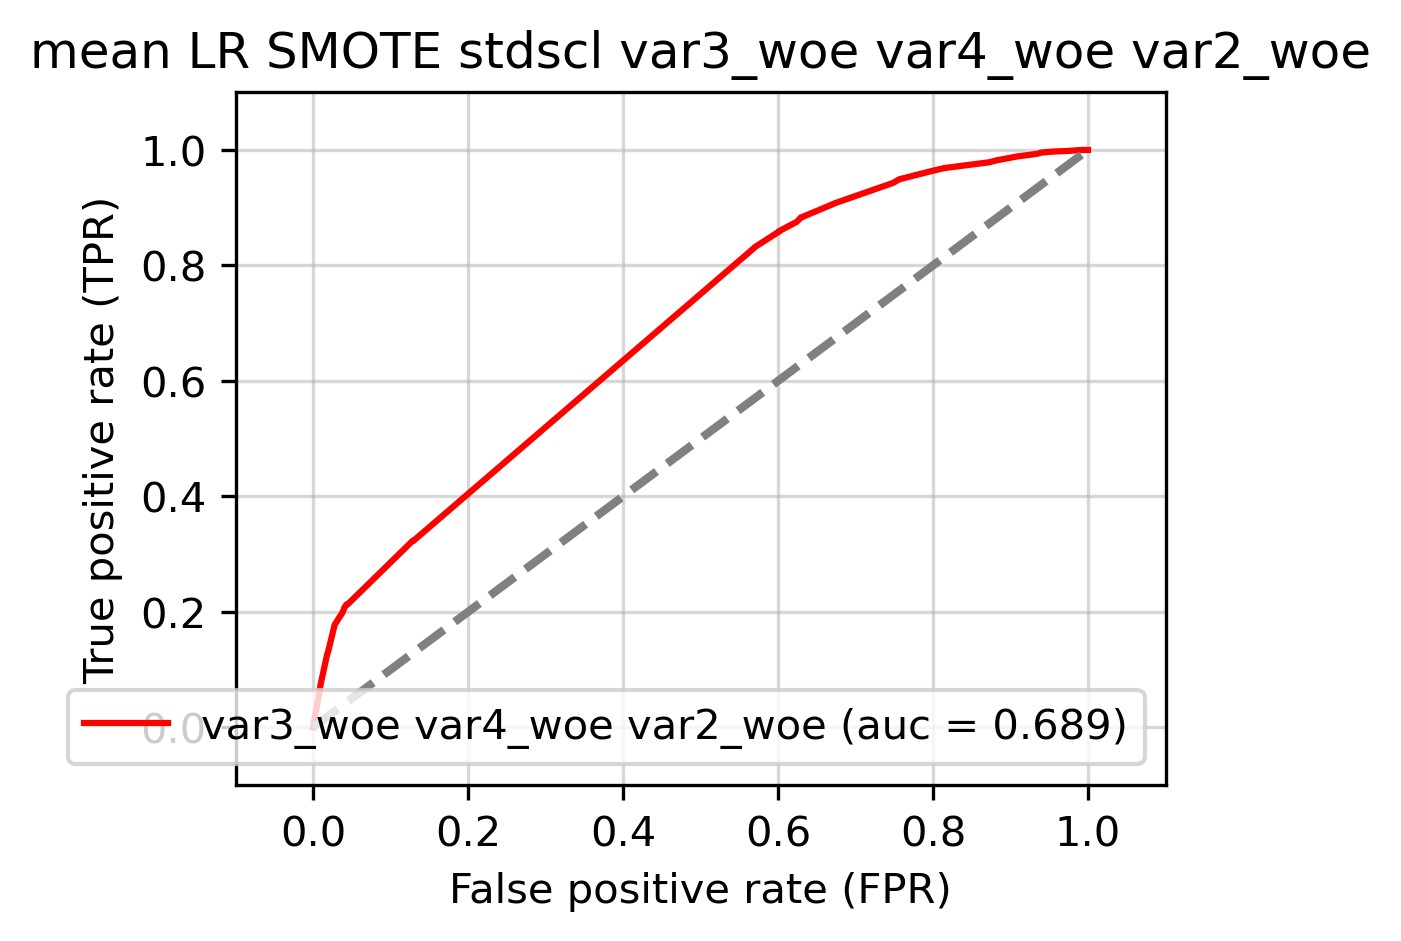 mean LR SMOTE stdscl var3_woe var4_woe var2_woe
True positive rate (TPR)
1.0
0.8
0.6
0.4
0.2
0.0
var3_woe var4_woe var2_woe (auc = 0.689)
0.0 0.2 0.4 0.6 0.8 1.0
False positive rate (FPR)